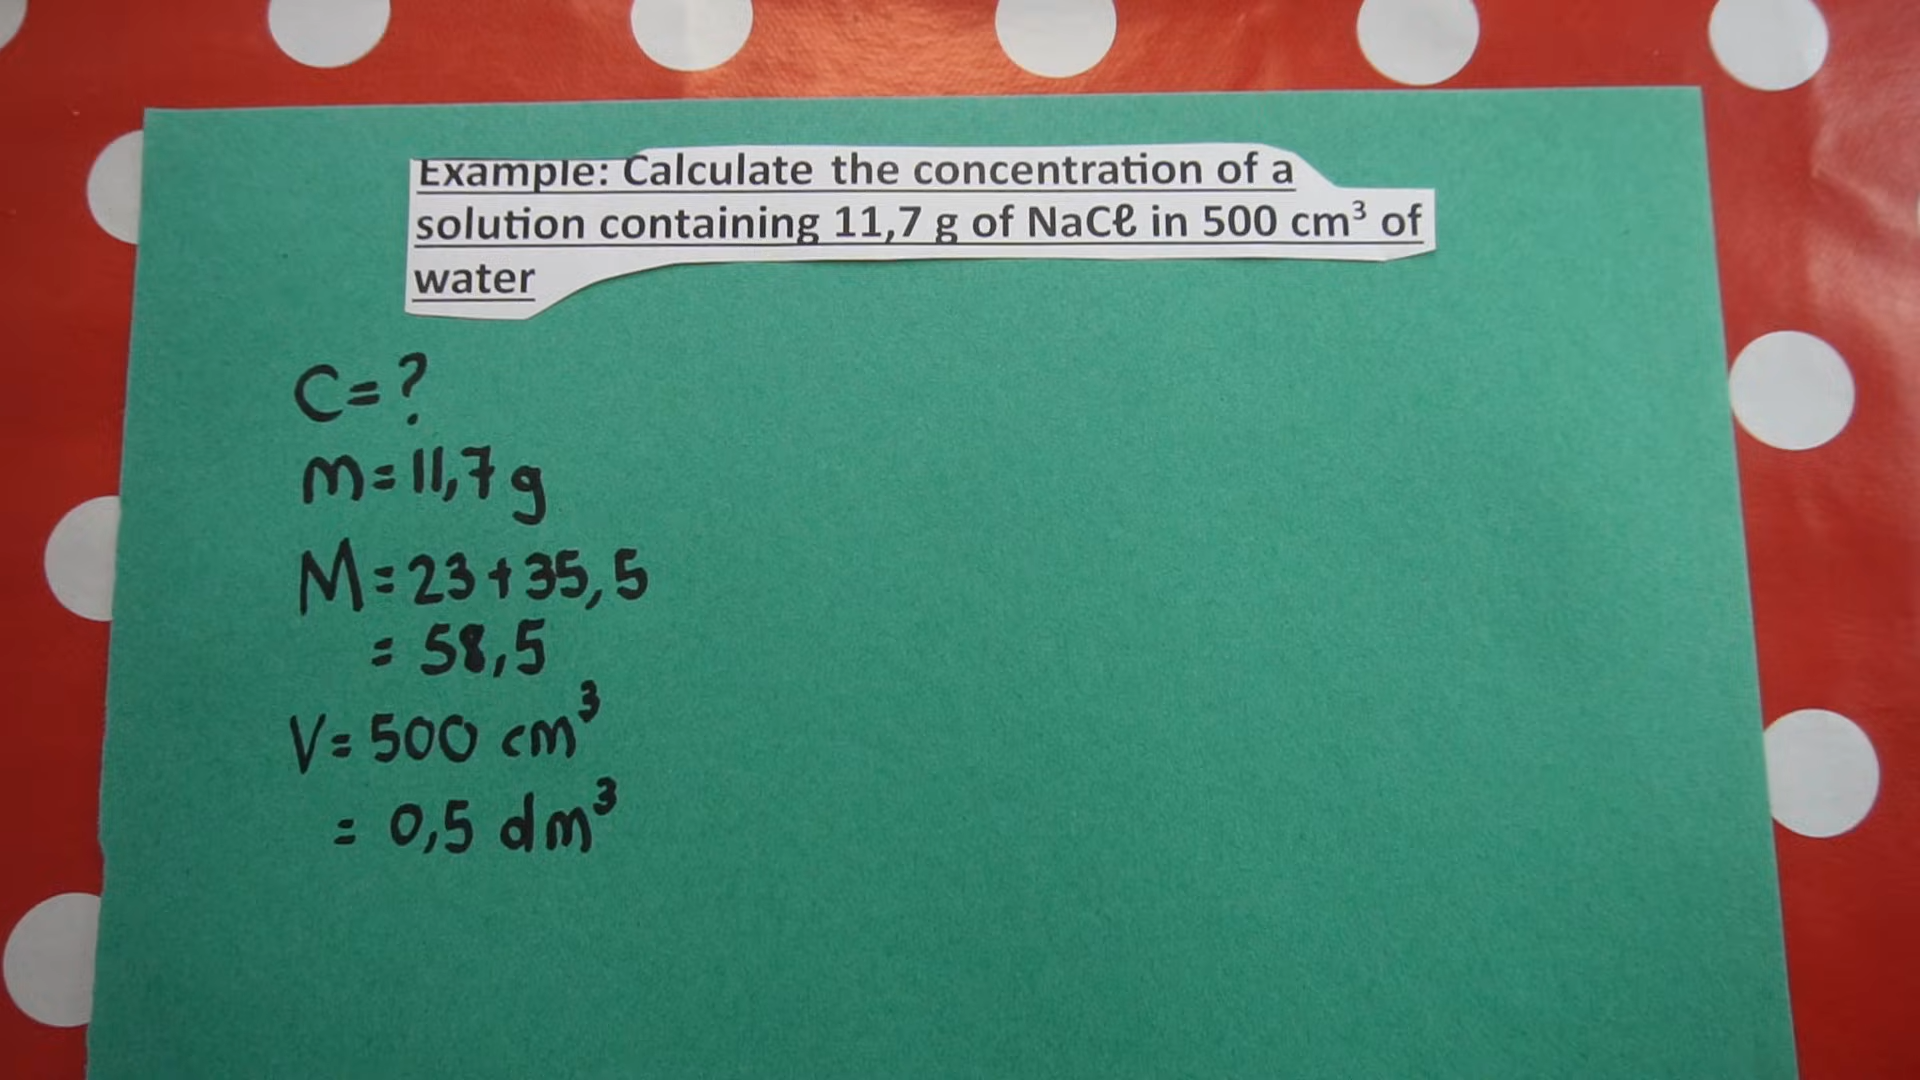 Example: Calculate the concentration of a
solution containing 11,7 g of NaCℓ in 500 cm³ of
water
C=?
m=11,7 g
M=23+35,5
= 58,5
V=500 cm³
= 0,5 dm³